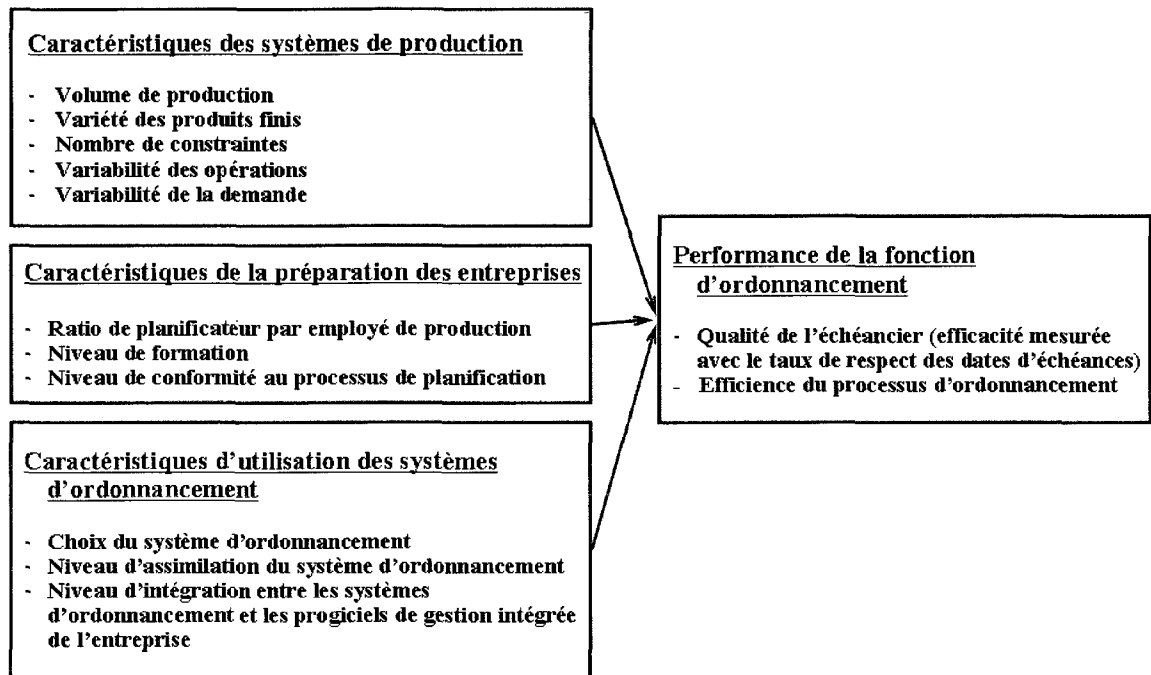 Caractéristiques des systèmes de production
- Volume de production
- Variété des produits finis
- Nombre de constraintes
- Variabilité des opérations
- Variabilité de la demande
Caractéristiques de la préparation des entreprises
- Ratio de planificateur par employé de production
- Niveau de formation
- Niveau de conformité au processus de planification
Caractéristiques d'utilisation des systèmes
d'ordonnancement
- Choix du système d'ordonnancement
- Niveau d'assimilation du système d'ordonnancement
- Niveau d'intégration entre les systèmes
d'ordonnancement et les progiciels de gestion intégrée
de l'entreprise
Performance de la fonction
d'ordonnancement
- Qualité de l'échéancier (efficacité mesurée
avec le taux de respect des dates d'échéances)
- Efficience du processus d'ordonnancement